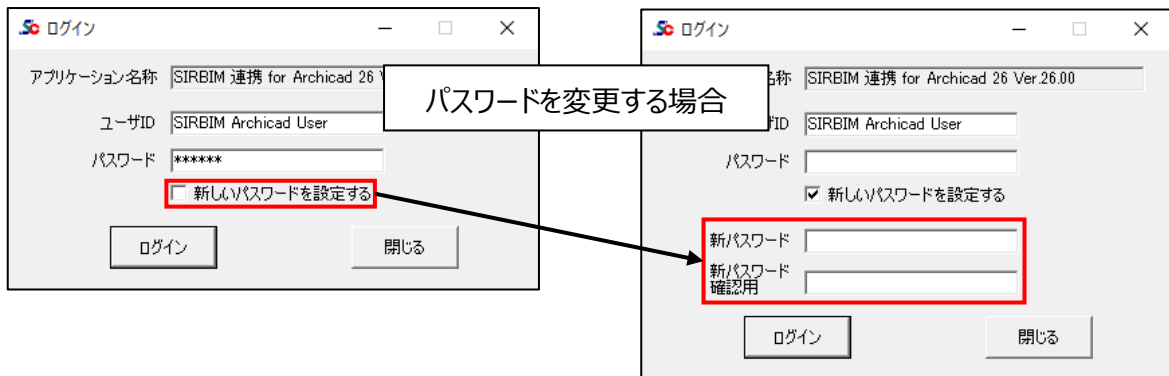 Sc ログイン
アプリケーション名称 SIRBIM 連携 for Archicad 26
ユーザID SIRBIM Archicad User
パスワード ******
新しいパスワードを設定する
ログイン 閉じる
パスワードを変更する場合
Sc ログイン
名称 SIRBIM 連携 for Archicad 26 Ver.26.00
ID SIRBIM Archicad User
パスワード
新しいパスワードを設定する
新パスワード
新パスワード
確認用
ログイン 閉じる